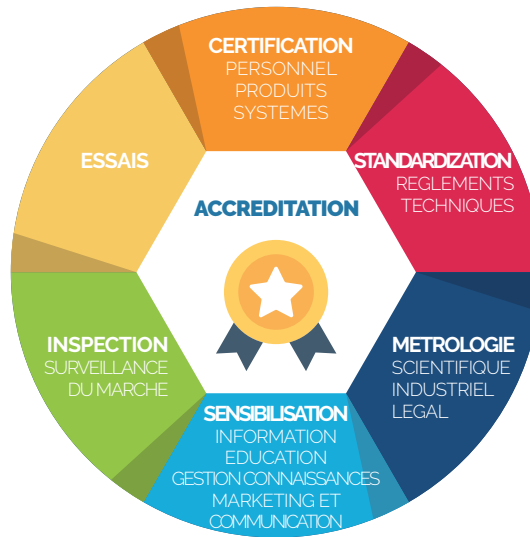 CERTIFICATION
PERSONNEL
PRODUITS
SYSTEMES
STANDARDIZATION
REGLEMENTS
TECHNIQUES
METROLOGIE
SCIENTIFIQUE
INDUSTRIEL
LEGAL
SENSIBILISATION
INFORMATION
EDUCATION
GESTION CONNAISSANCES
MARKETING ET
COMMUNICATION
INSPECTION
SURVEILLANCE
DU MARCHE
ESSAIS
ACCREDITATION